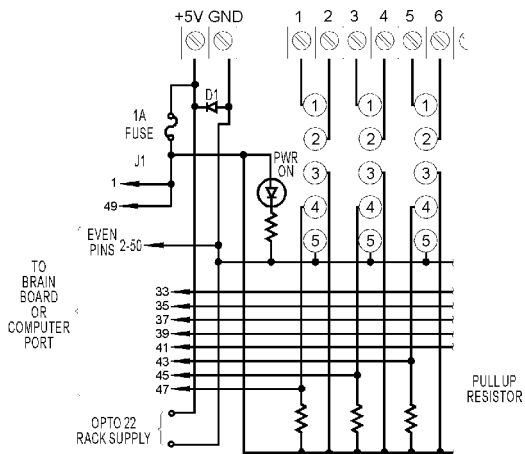 +5V GND 1 2 3 4 5 6
D1
1A
FUSE
J1
PWR
ON
1 1 1
2 2 2
3 3 3
4 4 4
5 5 5
1
49
EVEN
PINS 2-50
TO
BRAIN
BOARD
OR
COMPUTER
PORT
33
35
37
39
41
43
45
47
PULL UP
RESISTOR
OPTO 22
RACK SUPPLY